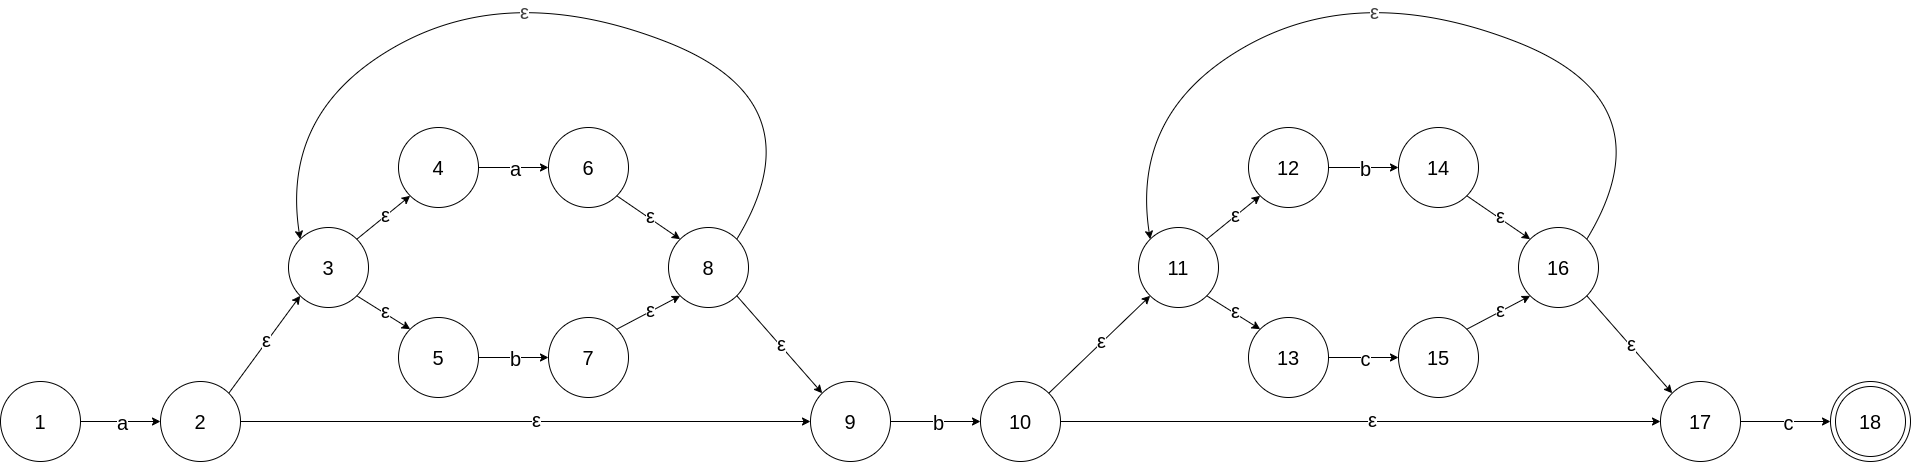 ε ε
4 a 6 12 b 14
ε ε ε ε
3 8 11 16
ε ε ε ε
ε ε ε ε
5 b 7 13 c 15
1 a 2 ε 9 b 10 ε 17 c 18